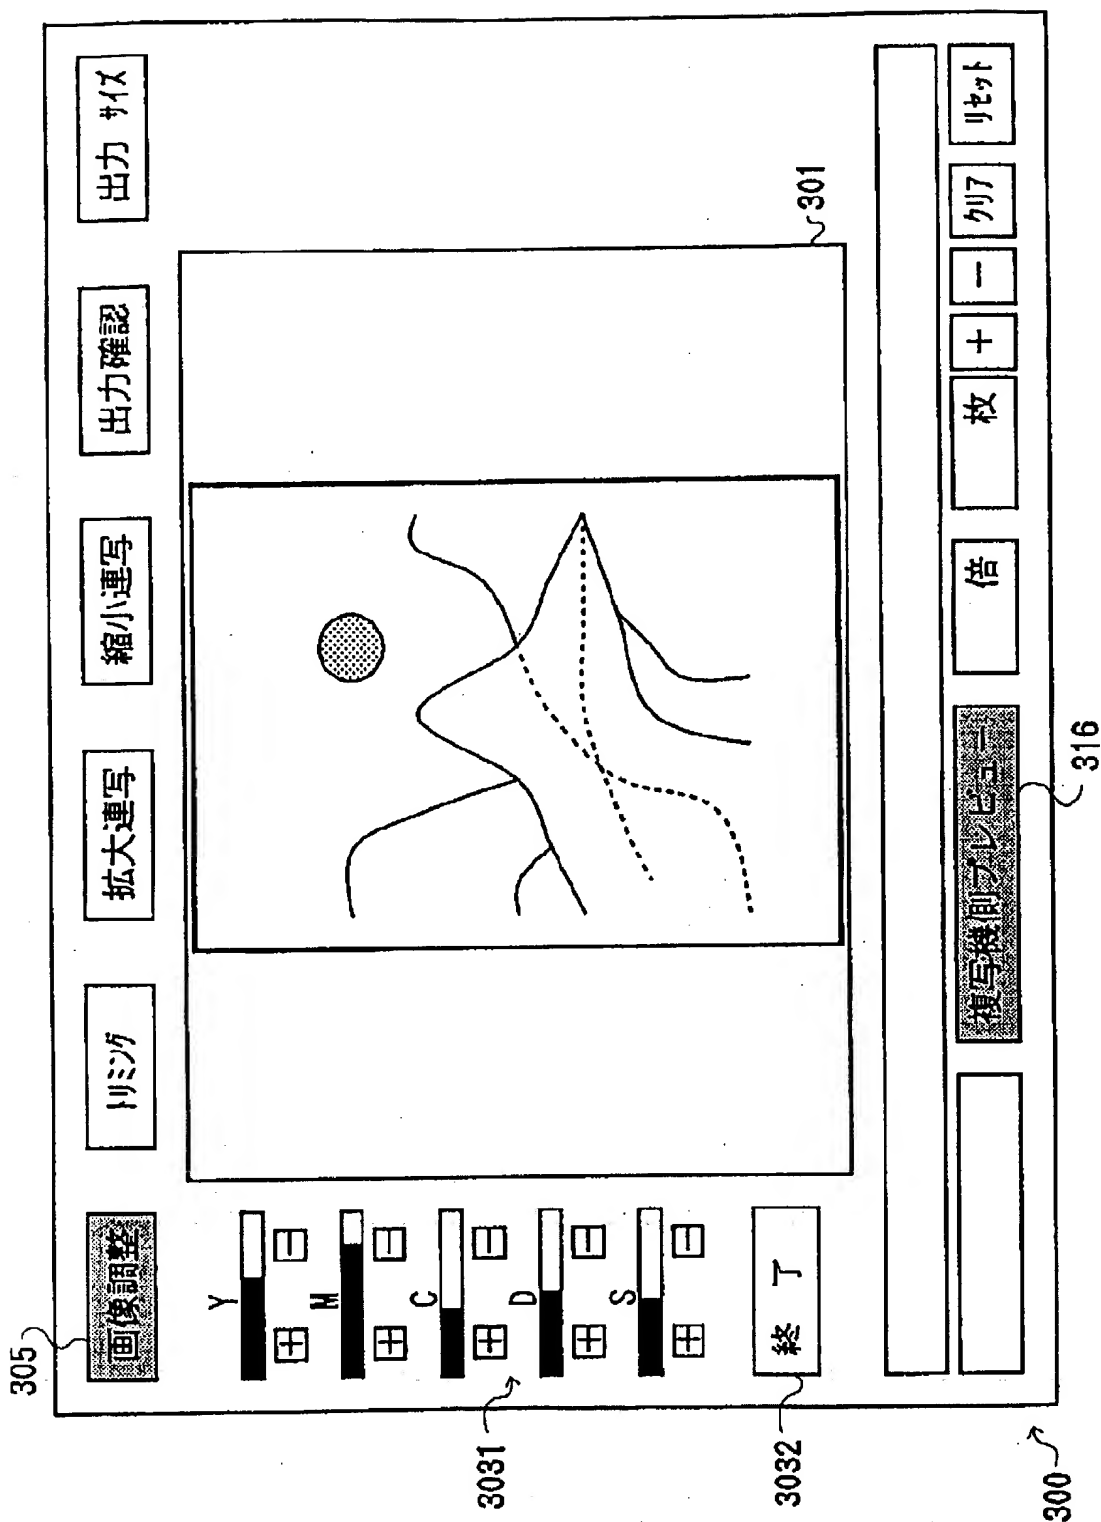 305
画像調整
トリミング
拡大連写
縮小連写
出力確認
出力 サイズ
Y
+ −
M
+ −
C
+ −
D
+ −
S
+ −
3031
終 了
3032
301
複写機側プレビュー
倍
枚
+
−
クリア
リセット
316
300